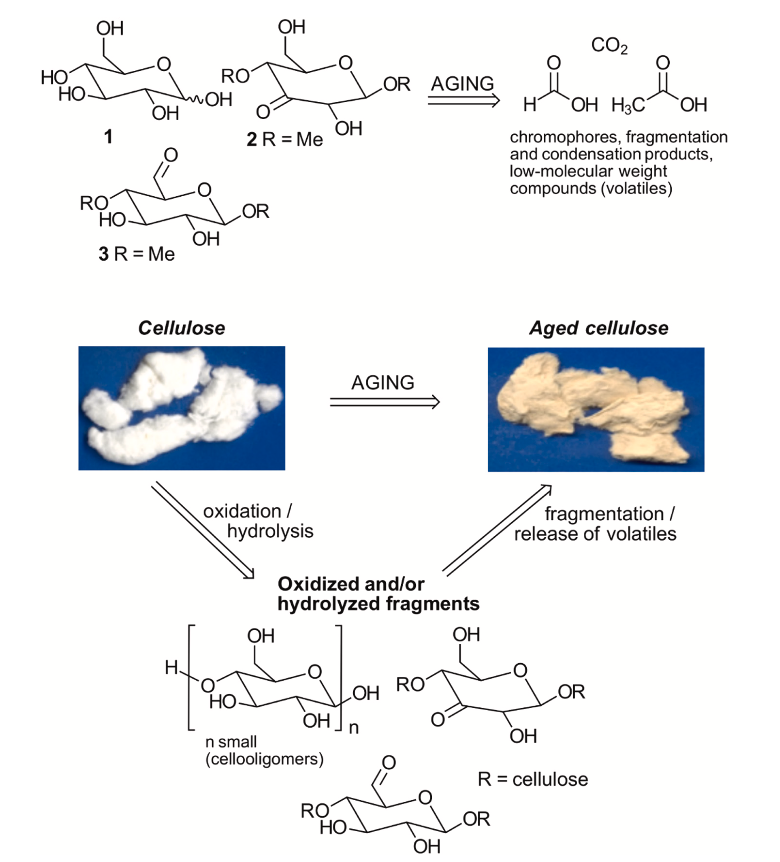 OH
O
HO
HO
OH
OH
1
OH
O
RO
O
OR
OH
2 R = Me
AGING
CO2
O
H
OH
O
H3C
OH
chromophores, fragmentation
and condensation products,
low-molecular weight
compounds (volatiles)
O
O
RO
HO
OR
OH
3 R = Me
Cellulose
Aged cellulose
AGING
oxidation /
hydrolysis
fragmentation /
release of volatiles
Oxidized and/or
hydrolyzed fragments
OH
H
O
O
HO
OH
OH
n
n small
(cellooligomers)
OH
O
RO
O
OR
OH
R = cellulose
O
O
RO
HO
OR
OH